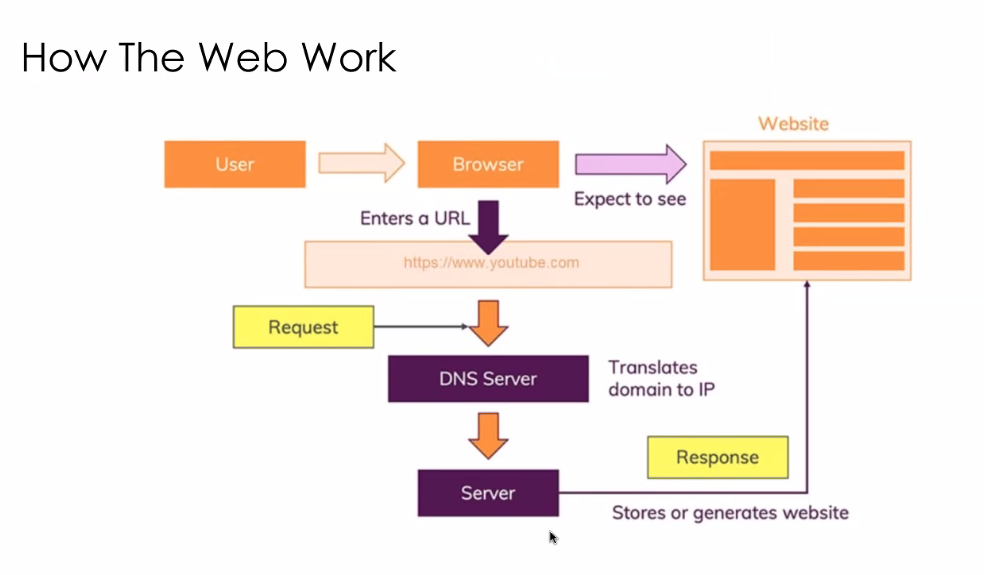 How The Web Work
Website
User
Browser
Expect to see
Enters a URL
https://www.youtube.com
Request
DNS Server
Translates
domain to IP
Response
Server
Stores or generates website